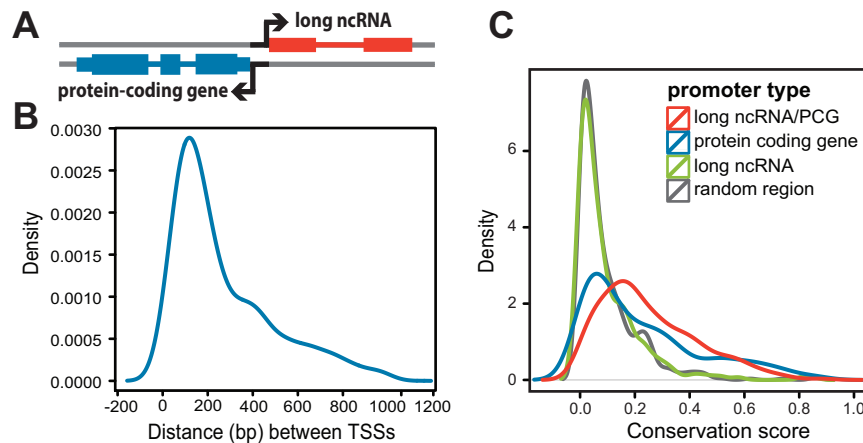 A
long ncRNA
protein-coding gene
B
0.0030
0.0025
0.0020
0.0015
0.0010
0.0005
0.0000
Density
-200 0 200 400 600 800 1000 1200
Distance (bp) between TSSs
C
promoter type
long ncRNA/PCG
protein coding gene
long ncRNA
random region
6
4
2
0
Density
0.0 0.2 0.4 0.6 0.8 1.0
Conservation score